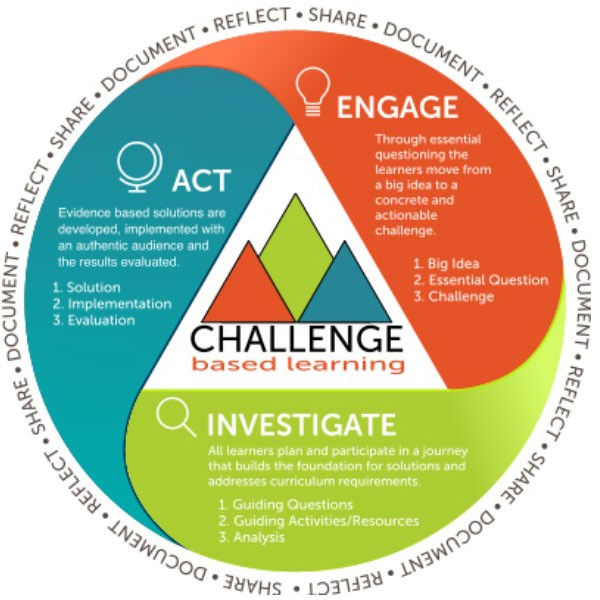 DOCUMENT • REFLECT • SHARE • DOCUMENT • REFLECT • SHARE • DOCUMENT • REFLECT • SHARE • DOCUMENT • REFLECT • SHARE • DOCUMENT • REFLECT • SHARE • DOCUMENT • REFLECT • SHARE •
ENGAGE
Through essential
questioning the
learners move from
a big idea to a
concrete and
actionable
challenge.
1. Big Idea
2. Essential Question
3. Challenge
ACT
Evidence based solutions are
developed, implemented with
an authentic audience and
the results evaluated.
1. Solution
2. Implementation
3. Evaluation
CHALLENGE
based learning
INVESTIGATE
All learners plan and participate in a journey
that builds the foundation for solutions and
addresses curriculum requirements.
1. Guiding Questions
2. Guiding Activities/Resources
3. Analysis